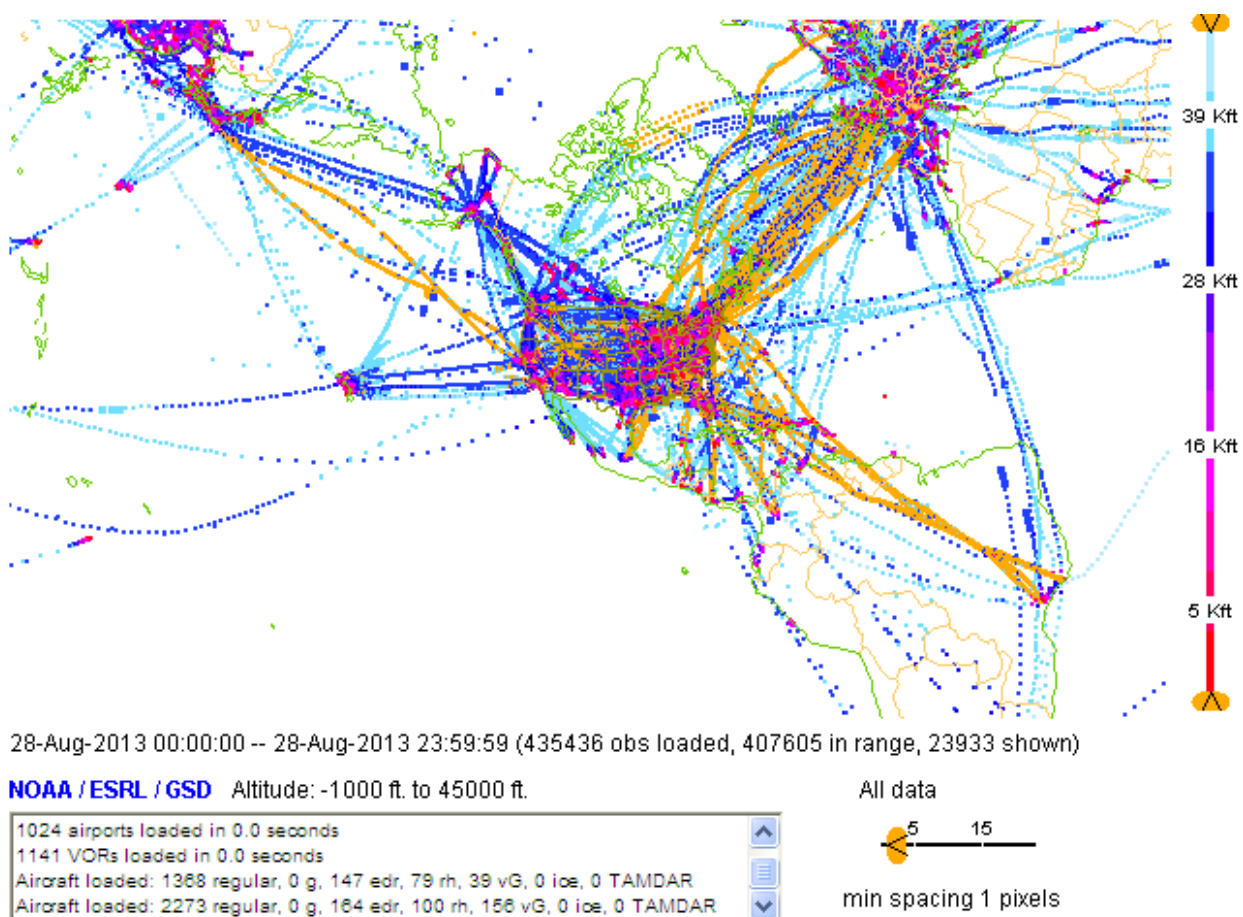 39 Kft
28 Kft
16 Kft
5 Kft
28-Aug-2013 00:00:00 -- 28-Aug-2013 23:59:59 (435436 obs loaded, 407605 in range, 23933 shown)
NOAA / ESRL / GSD Altitude: -1000 ft. to 45000 ft. All data
1024 airports loaded in 0.0 seconds
1141 VORs loaded in 0.0 seconds
Aircraft loaded: 1368 regular, 0 g, 147 edr, 79 rh, 39 vG, 0 ice, 0 TAMDAR
Aircraft loaded: 2273 regular, 0 g, 164 edr, 100 rh, 156 vG, 0 ice, 0 TAMDAR
5 15
min spacing 1 pixels